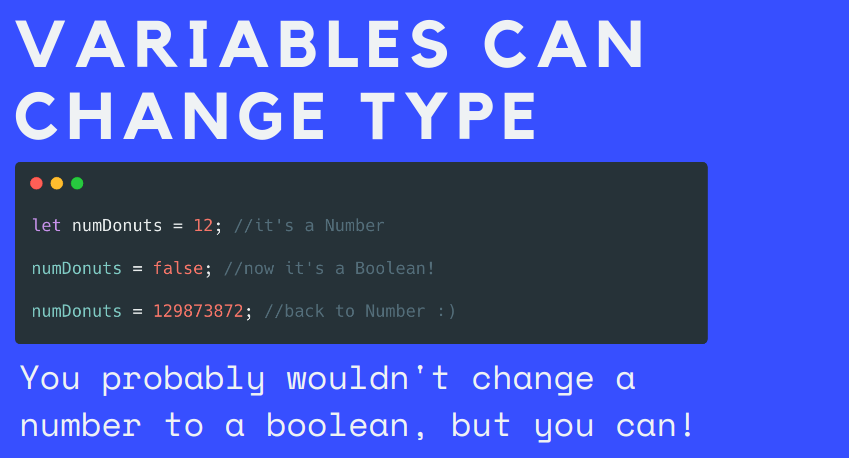 VARIABLES CAN
CHANGE TYPE
let numDonuts = 12; //it's a Number
numDonuts = false; //now it's a Boolean!
numDonuts = 129873872; //back to Number :)
You probably wouldn't change a
number to a boolean, but you can!